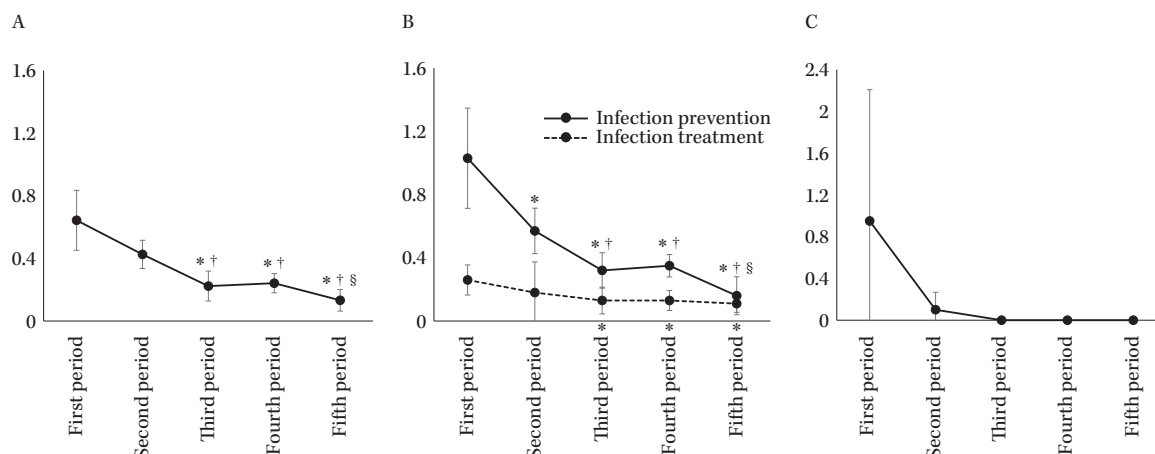 A
1.6
1.2
0.8
0.4
0
* †
* †
* † §
First period
Second period
Third period
Fourth period
Fifth period
B
1.6
1.2
0.8
0.4
0
Infection prevention
Infection treatment
*
* †
* †
* † §
*
*
*
First period
Second period
Third period
Fourth period
Fifth period
C
2.4
2
1.6
1.2
0.8
0.4
0
First period
Second period
Third period
Fourth period
Fifth period